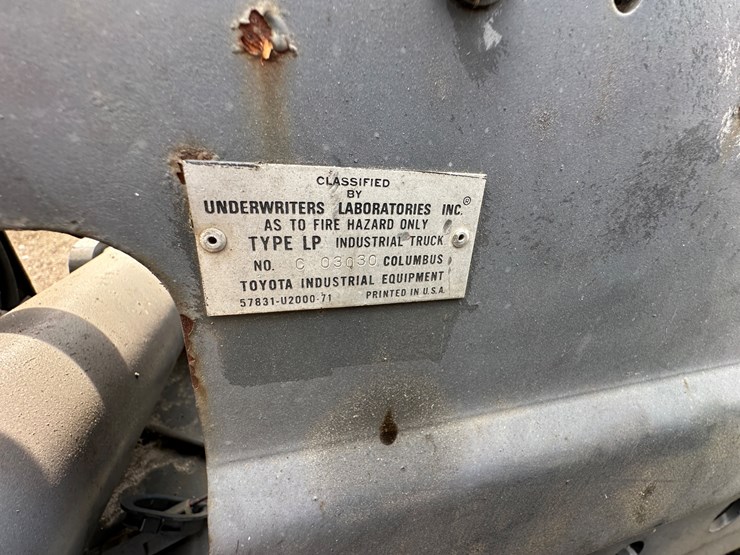 CLASSIFIED
BY
UNDERWRITERS LABORATORIES INC.®
AS TO FIRE HAZARD ONLY
TYPE LP INDUSTRIAL TRUCK
NO. C 03030 COLUMBUS
TOYOTA INDUSTRIAL EQUIPMENT
57831-U2000-71 PRINTED IN U.S.A.